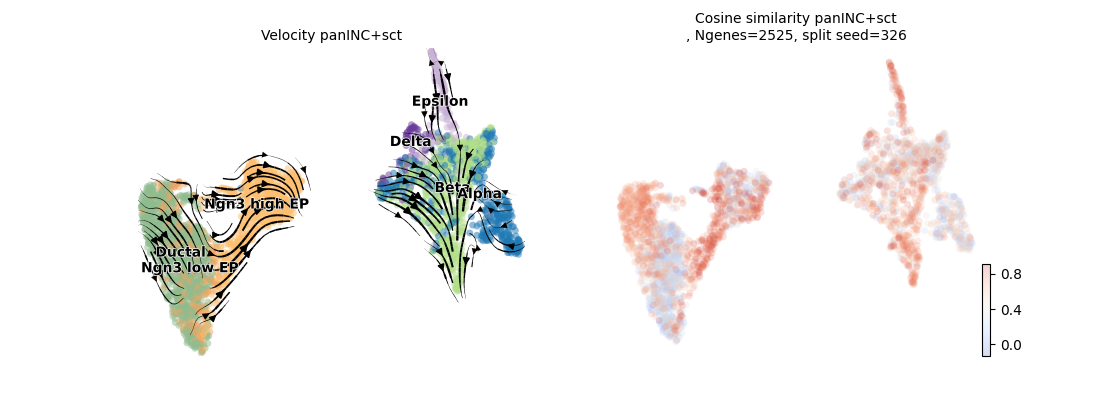 Velocity panINC+sct
Epsilon
Delta
Beta
Alpha
Ngn3 high EP
Ductal
Ngn3 low EP
Cosine similarity panINC+sct
, Ngenes=2525, split seed=326
0.8
0.4
0.0